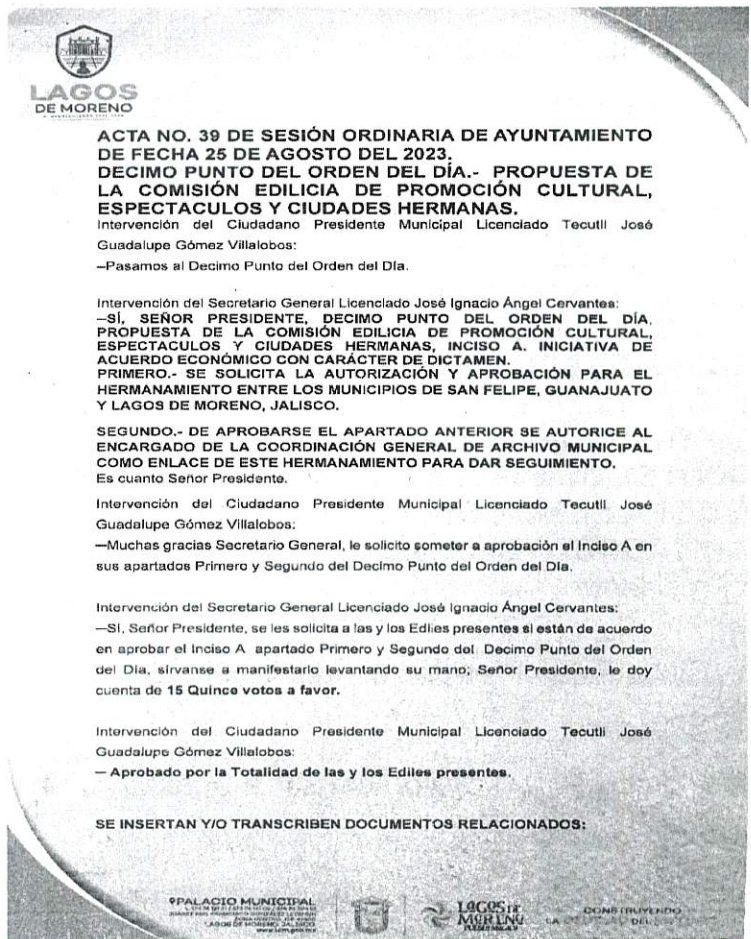 LAGOS
DE MORENO
ACTA NO. 39 DE SESIÓN ORDINARIA DE AYUNTAMIENTO
DE FECHA 25 DE AGOSTO DEL 2023.
DECIMO PUNTO DEL ORDEN DEL DÍA.- PROPUESTA DE
LA COMISIÓN EDILICIA DE PROMOCIÓN CULTURAL,
ESPECTACULOS Y CIUDADES HERMANAS.
Intervención del Ciudadano Presidente Municipal Licenciado Tecutli José
Guadalupe Gómez Villalobos:
—Pasamos al Decimo Punto del Orden del Día.
Intervención del Secretario General Licenciado José Ignacio Ángel Cervantes:
—SÍ, SEÑOR PRESIDENTE, DECIMO PUNTO DEL ORDEN DEL DÍA,
PROPUESTA DE LA COMISIÓN EDILICIA DE PROMOCIÓN CULTURAL,
ESPECTACULOS Y CIUDADES HERMANAS, INCISO A. INICIATIVA DE
ACUERDO ECONÓMICO CON CARÁCTER DE DICTAMEN.
PRIMERO.- SE SOLICITA LA AUTORIZACIÓN Y APROBACIÓN PARA EL
HERMANAMIENTO ENTRE LOS MUNICIPIOS DE SAN FELIPE, GUANAJUATO
Y LAGOS DE MORENO, JALISCO.
SEGUNDO.- DE APROBARSE EL APARTADO ANTERIOR SE AUTORICE AL
ENCARGADO DE LA COORDINACIÓN GENERAL DE ARCHIVO MUNICIPAL
COMO ENLACE DE ESTE HERMANAMIENTO PARA DAR SEGUIMIENTO.
Es cuanto Señor Presidente.
Intervención del Ciudadano Presidente Municipal Licenciado Tecutli José
Guadalupe Gómez Villalobos:
—Muchas gracias Secretario General, le solicito someter a aprobación el Inciso A en
sus apartados Primero y Segundo del Decimo Punto del Orden del Día.
Intervención del Secretario General Licenciado José Ignacio Ángel Cervantes:
—Sí, Señor Presidente, se les solicita a las y los Ediles presentes si están de acuerdo
en aprobar el Inciso A apartado Primero y Segundo del Decimo Punto del Orden
del Día, sírvanse a manifestarlo levantando su mano; Señor Presidente, le doy
cuenta de 15 Quince votos a favor.
Intervención del Ciudadano Presidente Municipal Licenciado Tecutli José
Guadalupe Gómez Villalobos:
— Aprobado por la Totalidad de las y los Ediles presentes.
SE INSERTAN Y/O TRANSCRIBEN DOCUMENTOS RELACIONADOS:
PALACIO MUNICIPAL
LAGOS DE MORENO JALISCO
LAGOS DE
MORENO
CONSTRUYENDO
LA
DEL